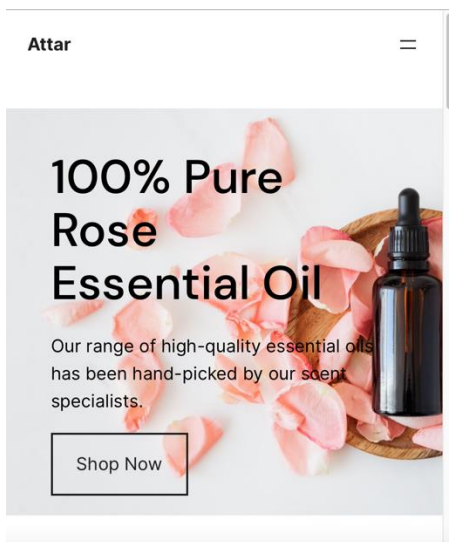 Attar
100% Pure
Rose
Essential Oil
Our range of high-quality essential oils
has been hand-picked by our scent
specialists.
Shop Now